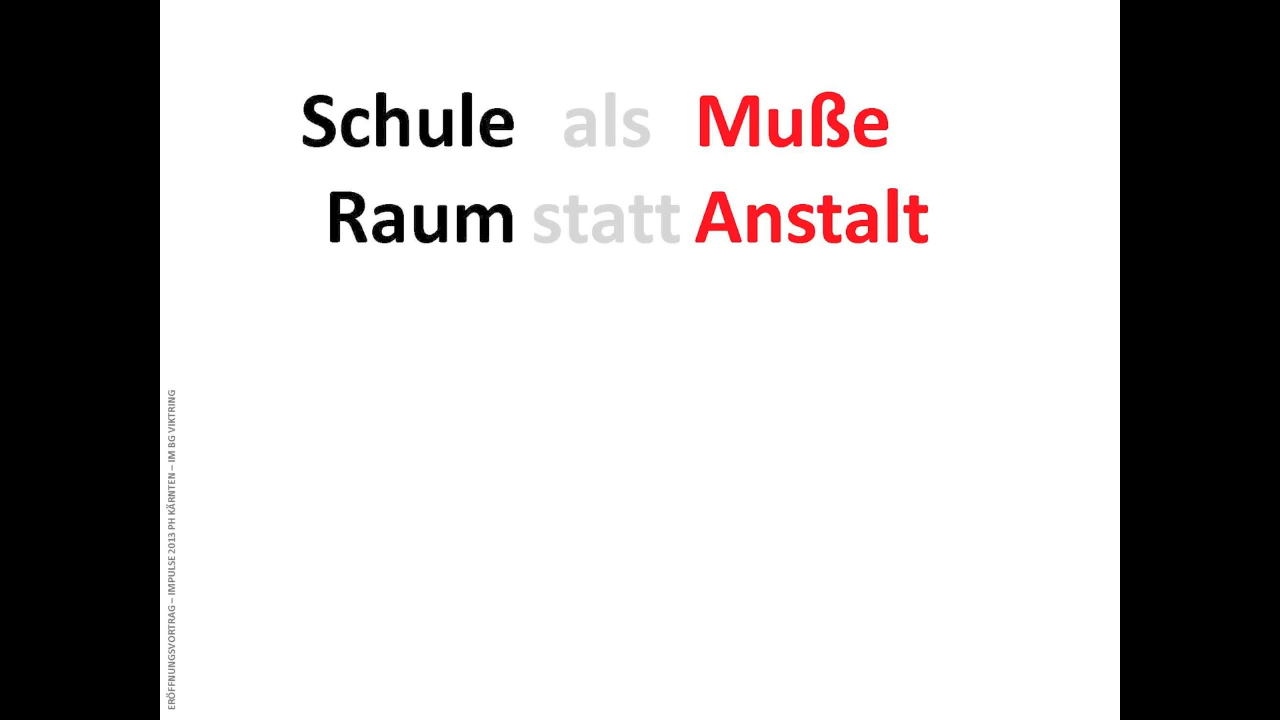 Schule als Muße
Raum statt Anstalt
ERÖFFNUNGSVORTRAG – IMPULSE 2013 PH KÄRNTEN – IM BG VIKTRING